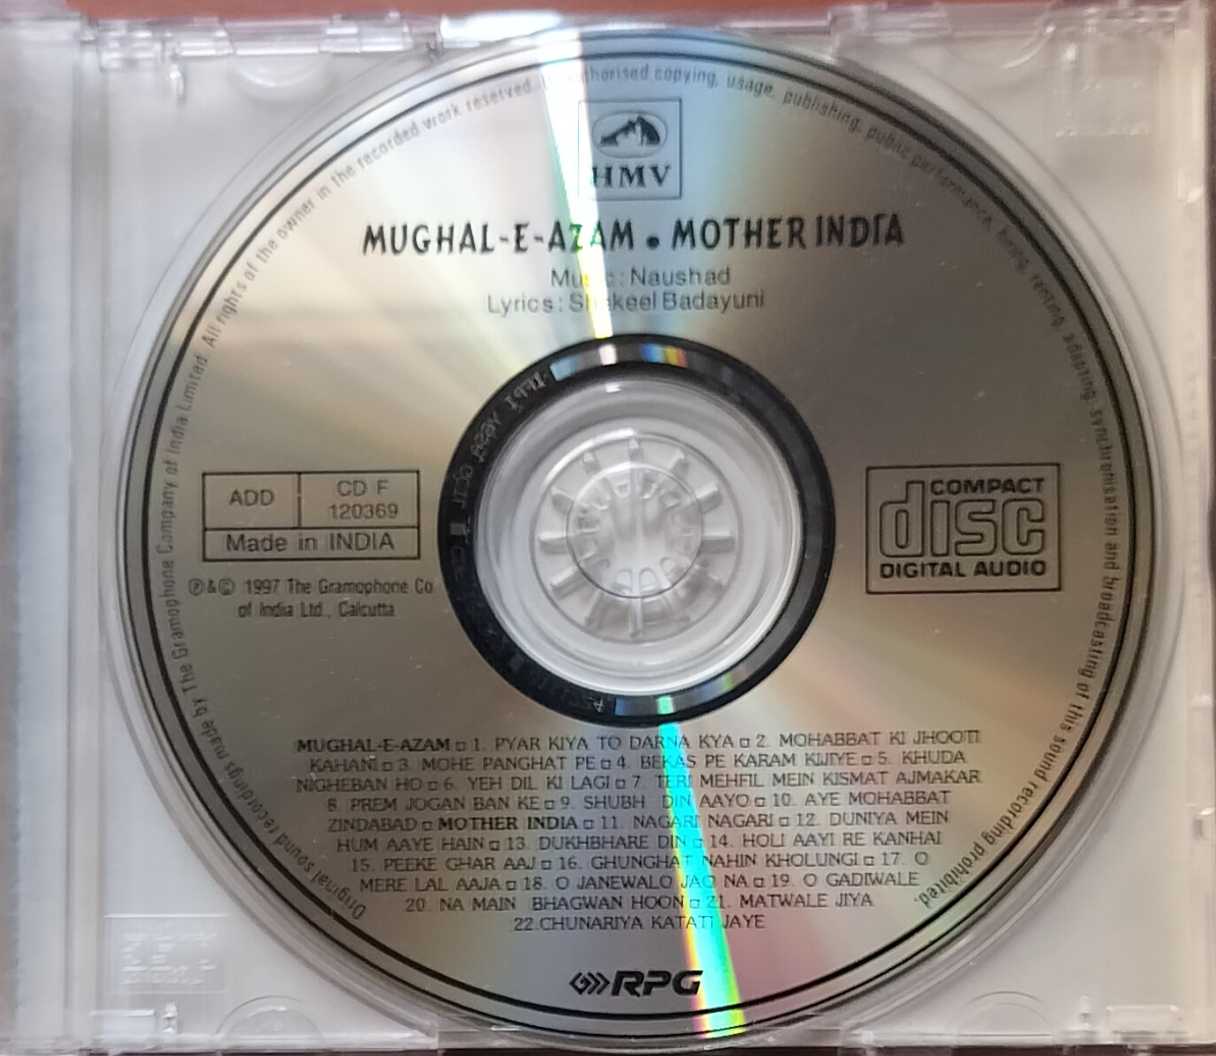 Original sound recordings made by The Gramophone Company of India Limited. All rights of the owner in the recorded work reserved. authorised copying, usage, publishing, public performance, hiring, renting, adapting, synchronisation and broadcasting of this sound recording prohibited.
HMV
MUGHAL-E-AZAM • MOTHER INDIA
Music: Naushad
Lyrics: Shakeel Badayuni
ADD
CD F
120369
Made in INDIA
℗&© 1997 The Gramophone Co
of India Ltd., Calcutta
COMPACT
disc
DIGITAL AUDIO
IFPI
MUGHAL-E-AZAM □ 1. PYAR KIYA TO DARNA KYA □ 2. MOHABBAT KI JHOOTI
KAHANI □ 3. MOHE PANGHAT PE □ 4. BEKAS PE KARAM KIJIYE □ 5. KHUDA
NIGHEBAN HO □ 6. YEH DIL KI LAGI □ 7. TERI MEHFIL MEIN KISMAT AJMAKAR
8. PREM JOGAN BAN KE □ 9. SHUBH DIN AAYO □ 10. AYE MOHABBAT
ZINDABAD □ MOTHER INDIA □ 11. NAGARI NAGARI □ 12. DUNIYA MEIN
HUM AAYE HAIN □ 13. DUKHBHARE DIN □ 14. HOLI AAYI RE KANHAI
15. PEEKE GHAR AAJ □ 16. GHUNGHAT NAHIN KHOLUNGI □ 17. O
MERE LAL AAJA □ 18. O JANEWALO JAO NA □ 19. O GADIWALE
20. NA MAIN BHAGWAN HOON □ 21. MATWALE JIYA
22.CHUNARIYA KATATI JAYE
RPG